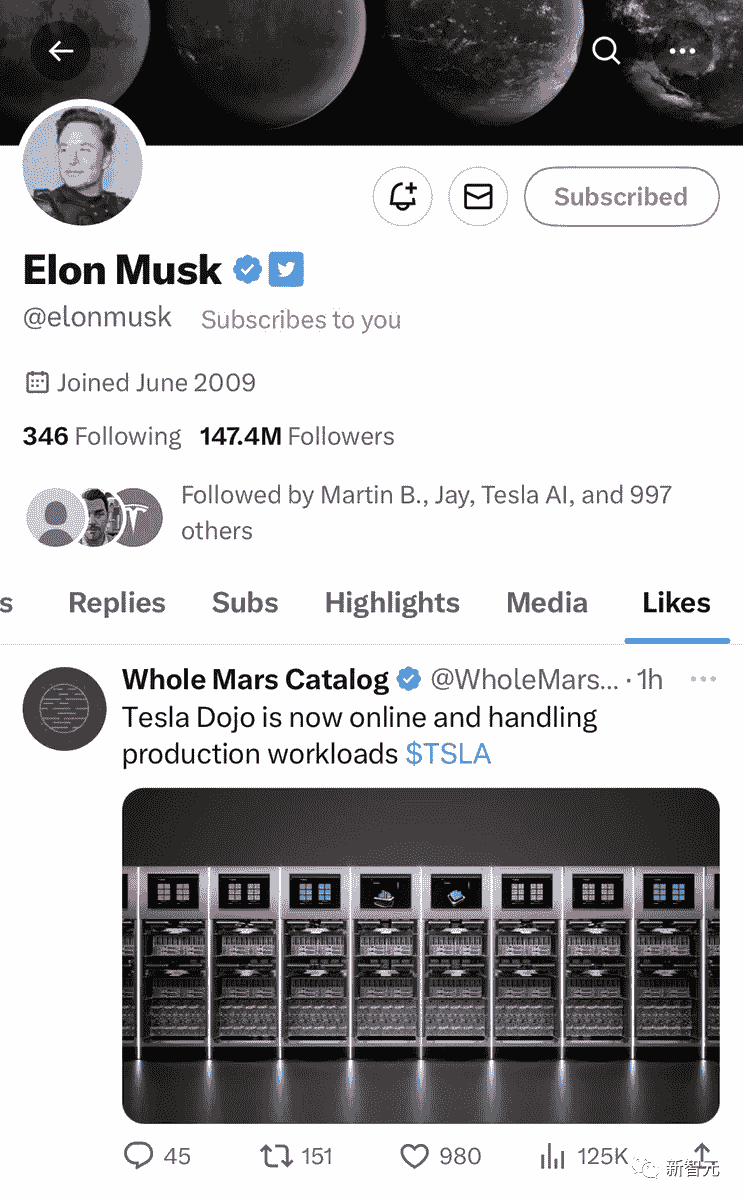 Subscribed
Elon Musk
@elonmusk Subscribes to you
Joined June 2009
346 Following 147.4M Followers
Followed by Martin B., Jay, Tesla AI, and 997
others
s Replies Subs Highlights Media Likes
Whole Mars Catalog @WholeMars... · 1h
Tesla Dojo is now online and handling
production workloads $TSLA
45 151 980 125K
新智元